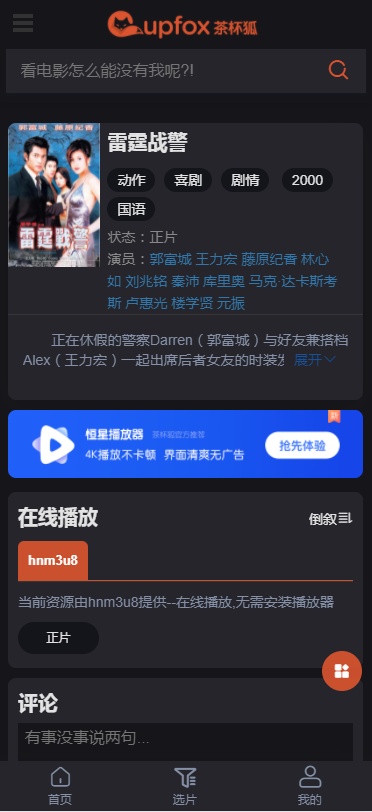 Cupfox 茶杯狐
看电影怎么能没有我呢?!
郭富城 藤原纪香
雷霆戰警
雷霆战警
动作 喜剧 剧情 2000
国语
状态：正片
演员：郭富城 王力宏 藤原纪香 林心
如 刘兆铭 秦沛 库里奥 马克·达卡斯考
斯 卢惠光 楼学贤 元振
正在休假的警察Darren（郭富城）与好友兼搭档
Alex（王力宏）一起出席后者女友的时装发 展开
新
恒星播放器 茶杯狐官方推荐
4K播放不卡顿 界面清爽无广告
抢先体验
在线播放 倒叙
hnm3u8
当前资源由hnm3u8提供--在线播放,无需安装播放器
正片
评论
有事没事说两句...
首页 选片 我的